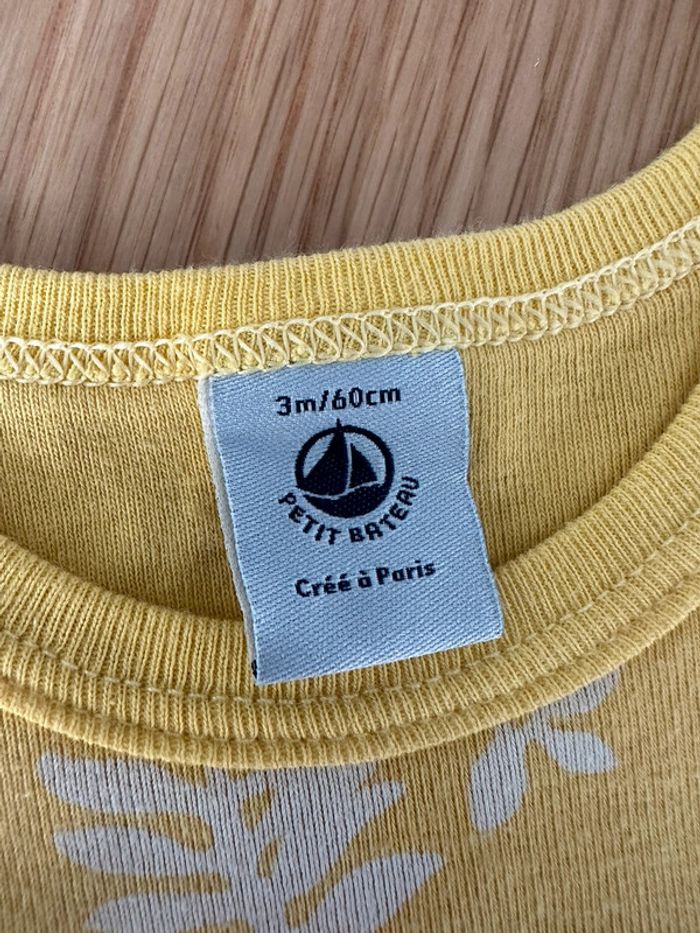 3m/60cm
PETIT BATEAU
Créé à Paris